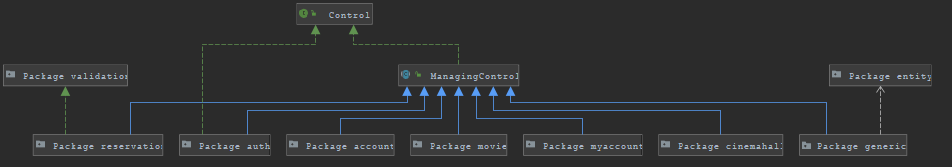 Control
Package validation
ManagingControl
Package entity
Package reservation
Package auth
Package account
Package movie
Package myaccount
Package cinemahall
Package generic